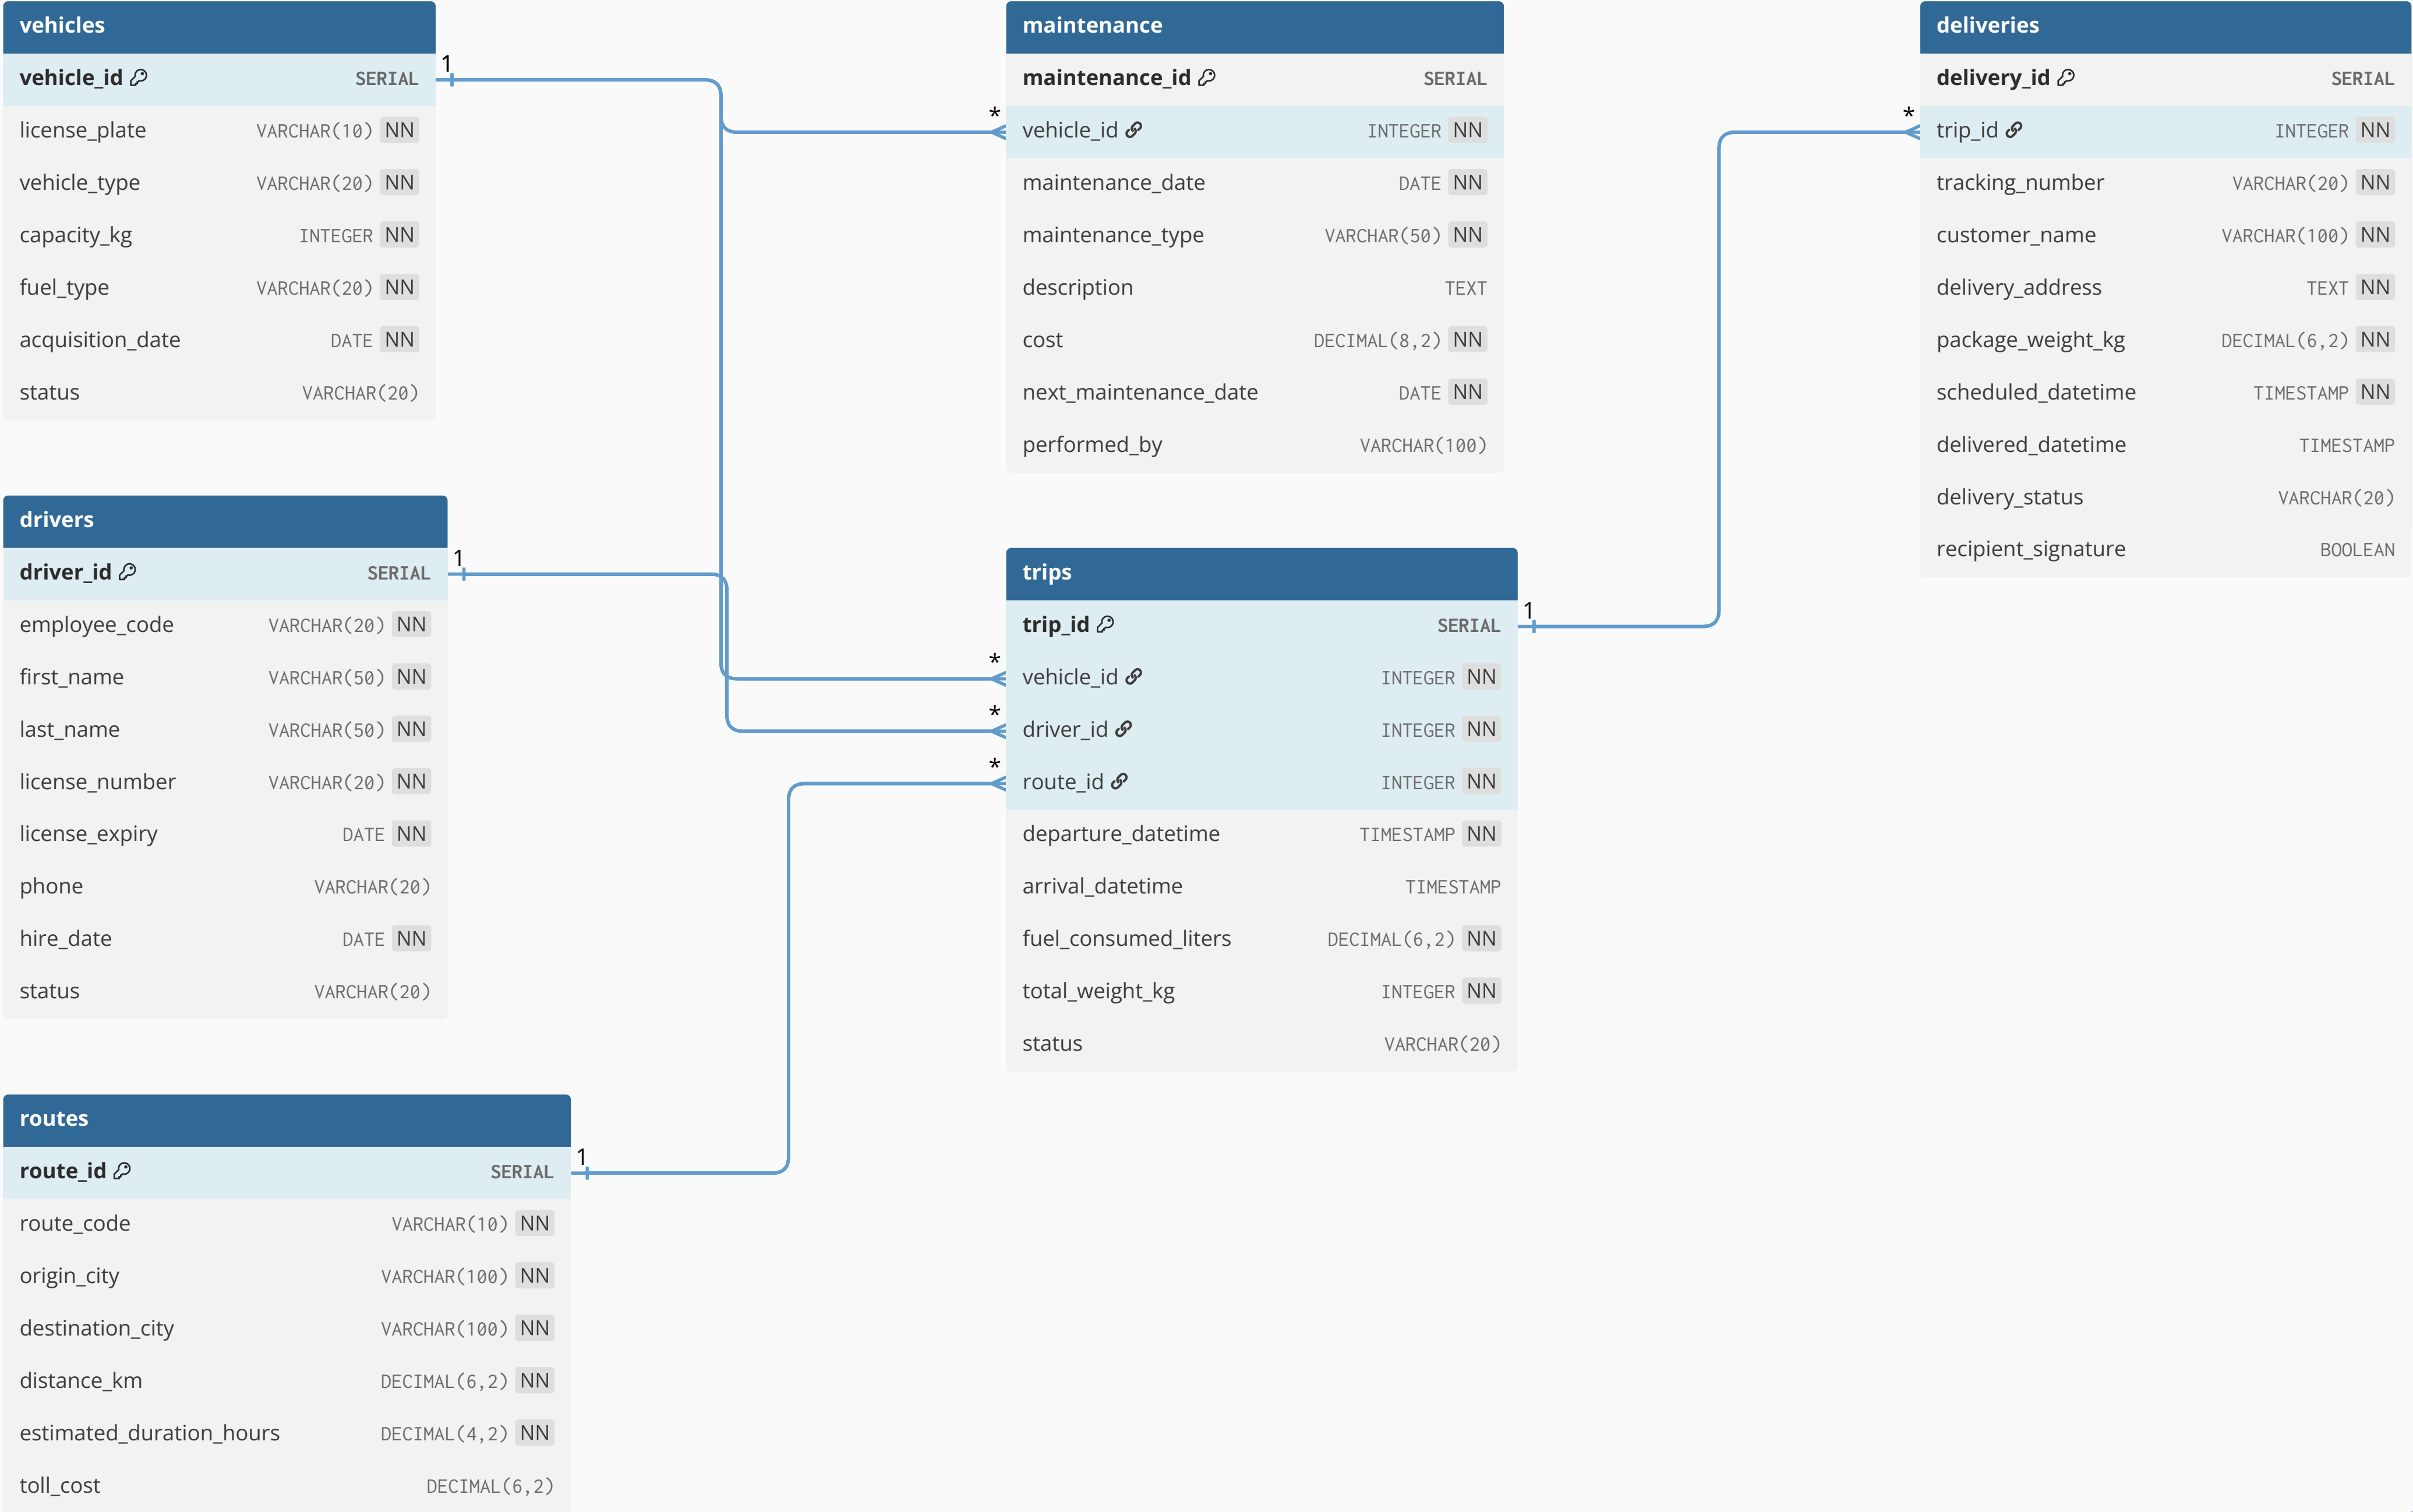 vehicles
vehicle_id SERIAL
license_plate VARCHAR(10) NN
vehicle_type VARCHAR(20) NN
capacity_kg INTEGER NN
fuel_type VARCHAR(20) NN
acquisition_date DATE NN
status VARCHAR(20)
1
drivers
driver_id SERIAL
employee_code VARCHAR(20) NN
first_name VARCHAR(50) NN
last_name VARCHAR(50) NN
license_number VARCHAR(20) NN
license_expiry DATE NN
phone VARCHAR(20)
hire_date DATE NN
status VARCHAR(20)
1
routes
route_id SERIAL
route_code VARCHAR(10) NN
origin_city VARCHAR(100) NN
destination_city VARCHAR(100) NN
distance_km DECIMAL(6,2) NN
estimated_duration_hours DECIMAL(4,2) NN
toll_cost DECIMAL(6,2)
1
maintenance
maintenance_id SERIAL
* vehicle_id INTEGER NN
maintenance_date DATE NN
maintenance_type VARCHAR(50) NN
description TEXT
cost DECIMAL(8,2) NN
next_maintenance_date DATE NN
performed_by VARCHAR(100)
trips
trip_id SERIAL 1
* vehicle_id INTEGER NN
* driver_id INTEGER NN
* route_id INTEGER NN
departure_datetime TIMESTAMP NN
arrival_datetime TIMESTAMP
fuel_consumed_liters DECIMAL(6,2) NN
total_weight_kg INTEGER NN
status VARCHAR(20)
deliveries
delivery_id SERIAL
* trip_id INTEGER NN
tracking_number VARCHAR(20) NN
customer_name VARCHAR(100) NN
delivery_address TEXT NN
package_weight_kg DECIMAL(6,2) NN
scheduled_datetime TIMESTAMP NN
delivered_datetime TIMESTAMP
delivery_status VARCHAR(20)
recipient_signature BOOLEAN